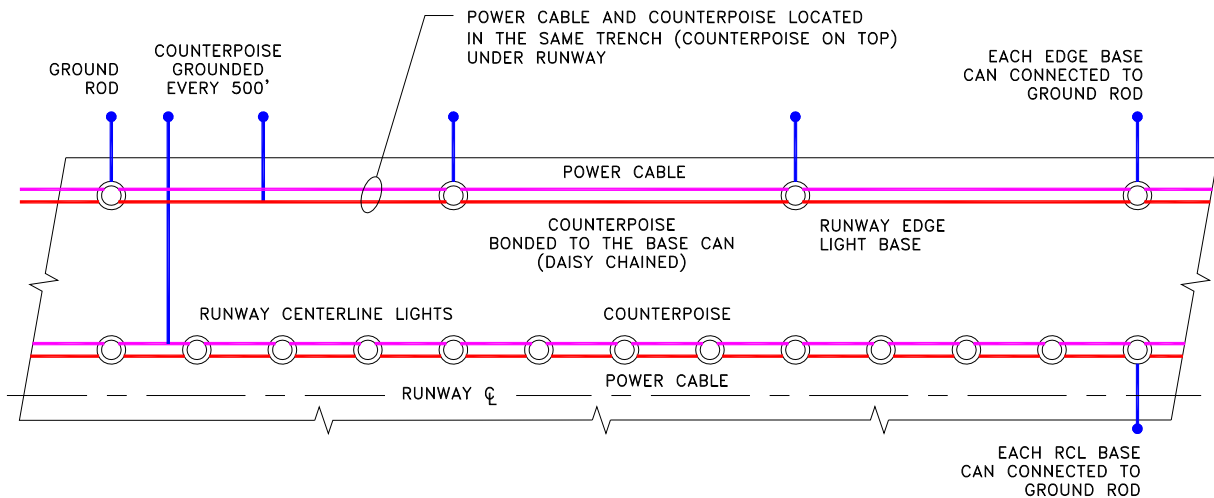 POWER CABLE AND COUNTERPOISE LOCATED
IN THE SAME TRENCH (COUNTERPOISE ON TOP)
UNDER RUNWAY
GROUND
ROD
COUNTERPOISE
GROUNDED
EVERY 500'
EACH EDGE BASE
CAN CONNECTED TO
GROUND ROD
POWER CABLE
COUNTERPOISE
BONDED TO THE BASE CAN
(DAISY CHAINED)
RUNWAY EDGE
LIGHT BASE
RUNWAY CENTERLINE LIGHTS
COUNTERPOISE
POWER CABLE
RUNWAY ℄
EACH RCL BASE
CAN CONNECTED TO
GROUND ROD